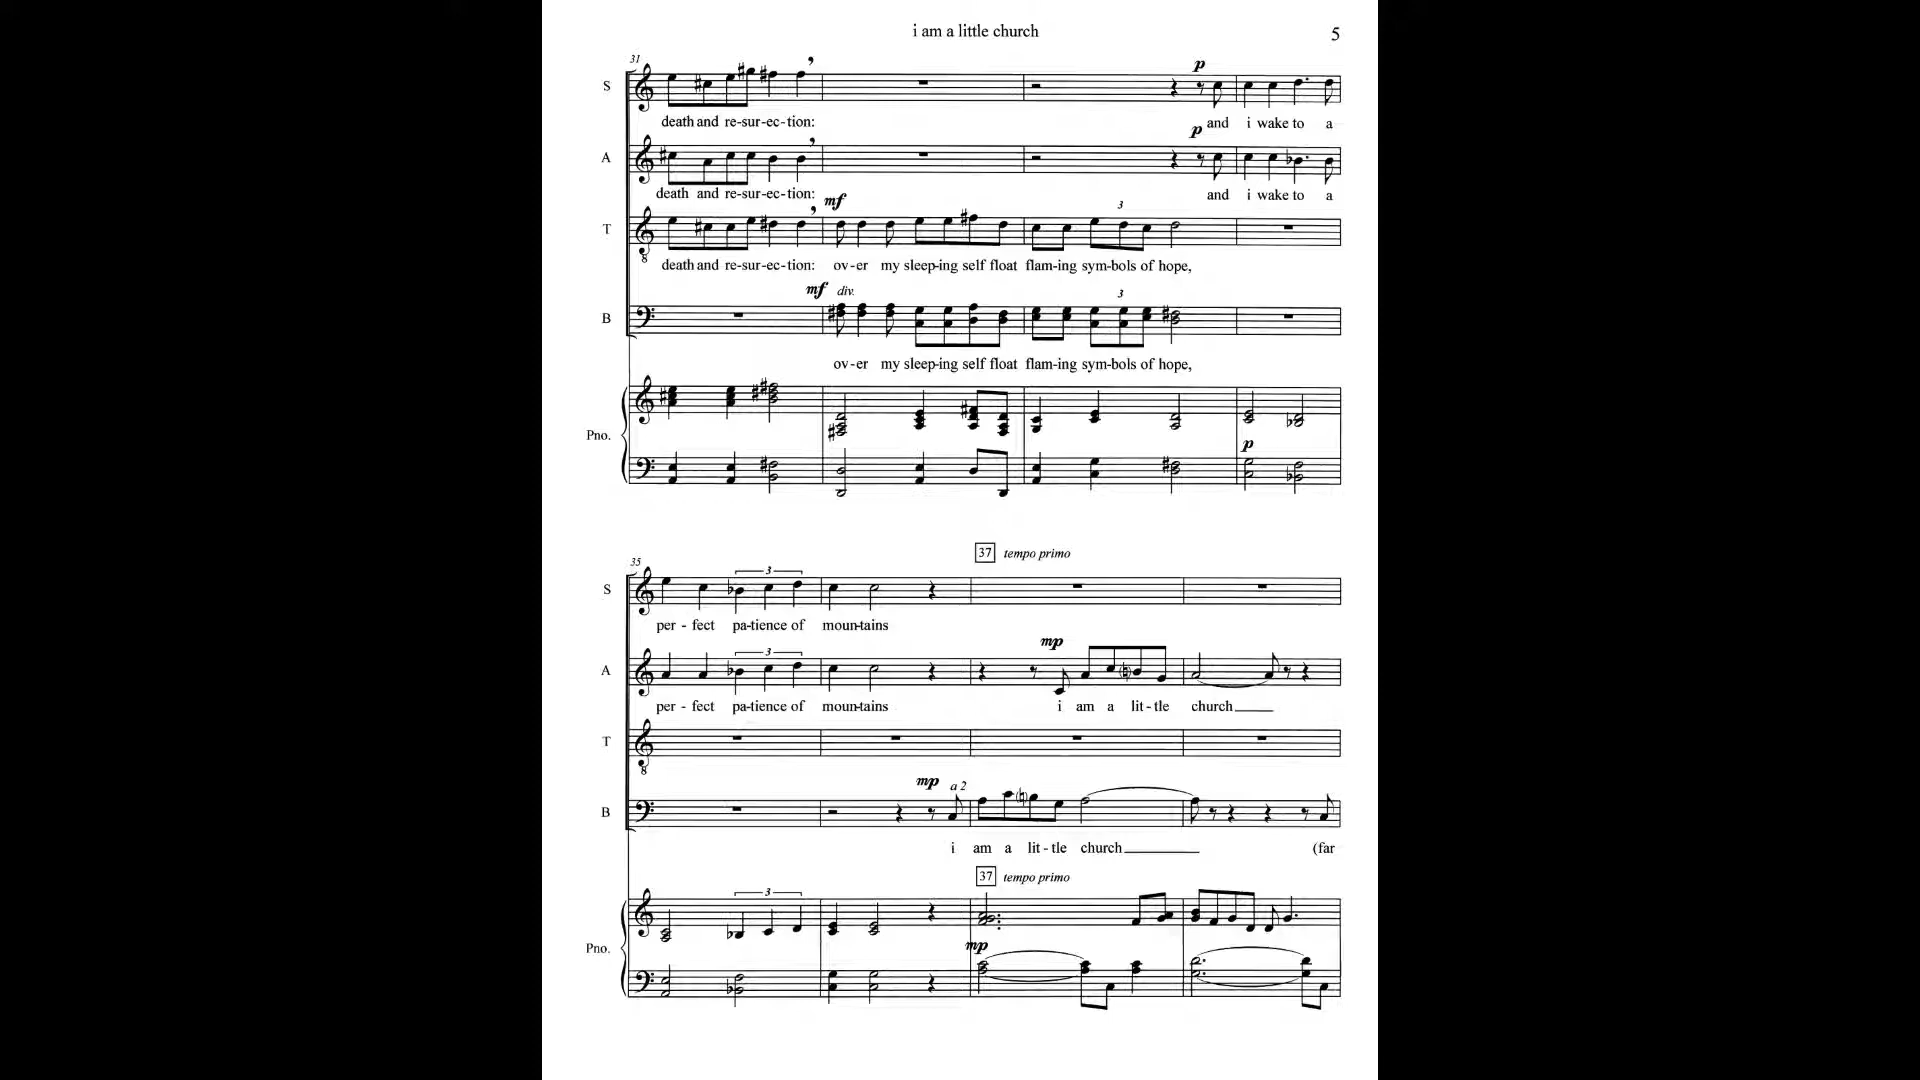 i am a little church
5
31
p
S
death and re-sur-ec-tion: and i wake to a
p
A
death and re-sur-ec-tion: and i wake to a
mf
3
T
8
death and re-sur-ec-tion: ov-er my sleep-ing self float flam-ing sym-bols of hope,
mf div. 3
B
ov-er my sleep-ing self float flam-ing sym-bols of hope,
Pno.
p
37 tempo primo
35
3
S
per - fect pa-tience of moun-tains
mp
3
A
per - fect pa-tience of moun-tains i am a lit - tle church
T
8
mp a 2
B
i am a lit - tle church (far
37 tempo primo
3
Pno.
mp